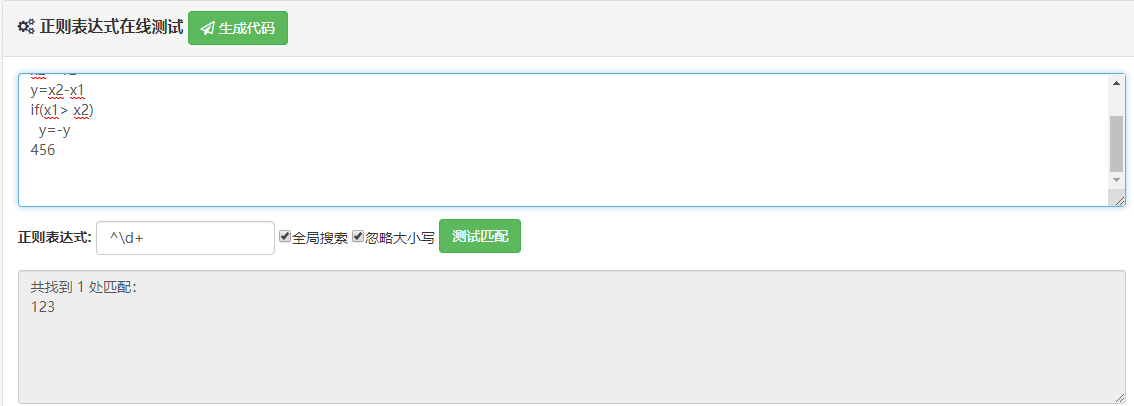 正则表达式在线测试 生成代码
y=x2-x1
if(x1> x2)
y=-y
456
正则表达式: ^\d+ 全局搜索 忽略大小写 测试匹配
共找到 1 处匹配:
123